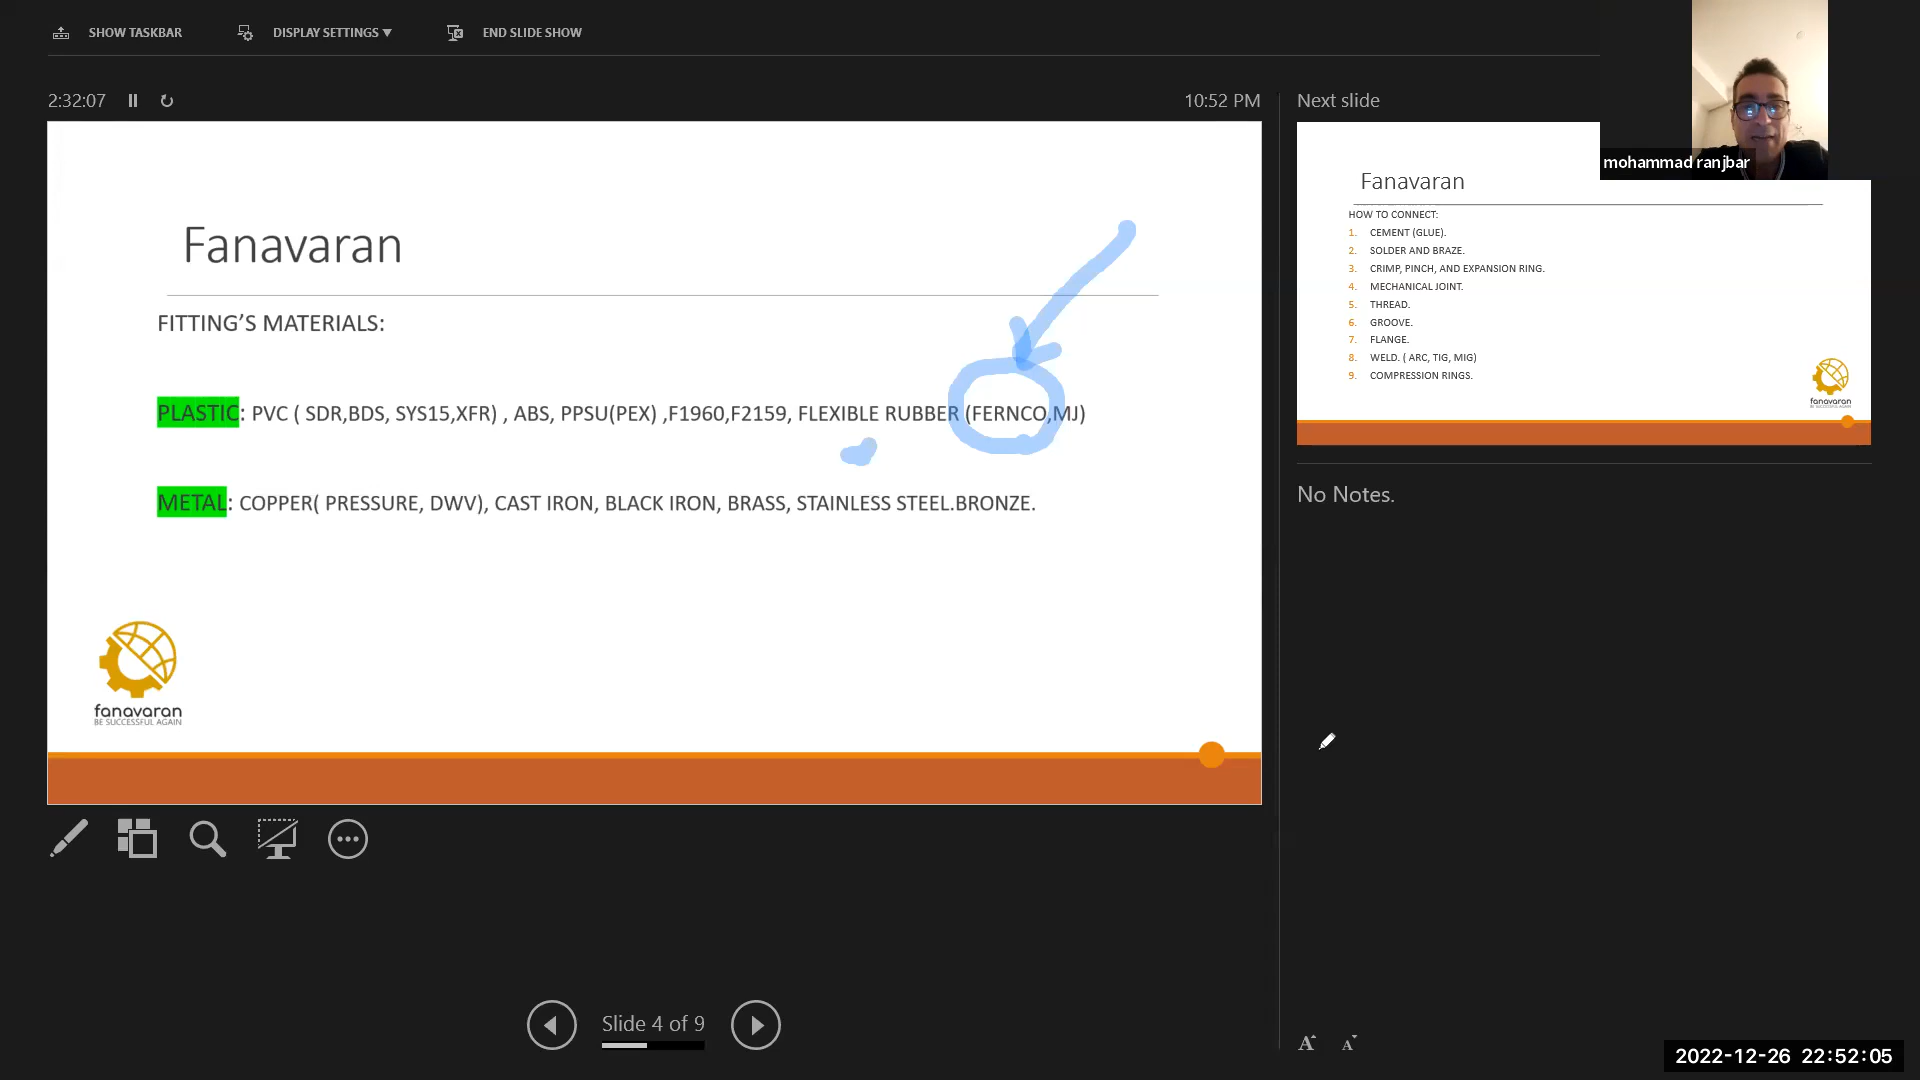 SHOW TASKBAR
DISPLAY SETTINGS ▼
END SLIDE SHOW
2:32:07
10:52 PM
Fanavaran
FITTING’S MATERIALS:
PLASTIC: PVC ( SDR,BDS, SYS15,XFR) , ABS, PPSU(PEX) ,F1960,F2159, FLEXIBLE RUBBER (FERNCO,MJ)
METAL: COPPER( PRESSURE, DWV), CAST IRON, BLACK IRON, BRASS, STAINLESS STEEL.BRONZE.
fanavaran
BE SUCCESSFUL AGAIN
Slide 4 of 9
Next slide
mohammad ranjbar
Fanavaran
HOW TO CONNECT:
1. CEMENT (GLUE).
2. SOLDER AND BRAZE.
3. CRIMP, PINCH, AND EXPANSION RING.
4. MECHANICAL JOINT.
5. THREAD.
6. GROOVE.
7. FLANGE.
8. WELD. ( ARC, TIG, MIG)
9. COMPRESSION RINGS.
fanavaran
BE SUCCESSFUL AGAIN
No Notes.
A A
2022-12-26 22:52:05